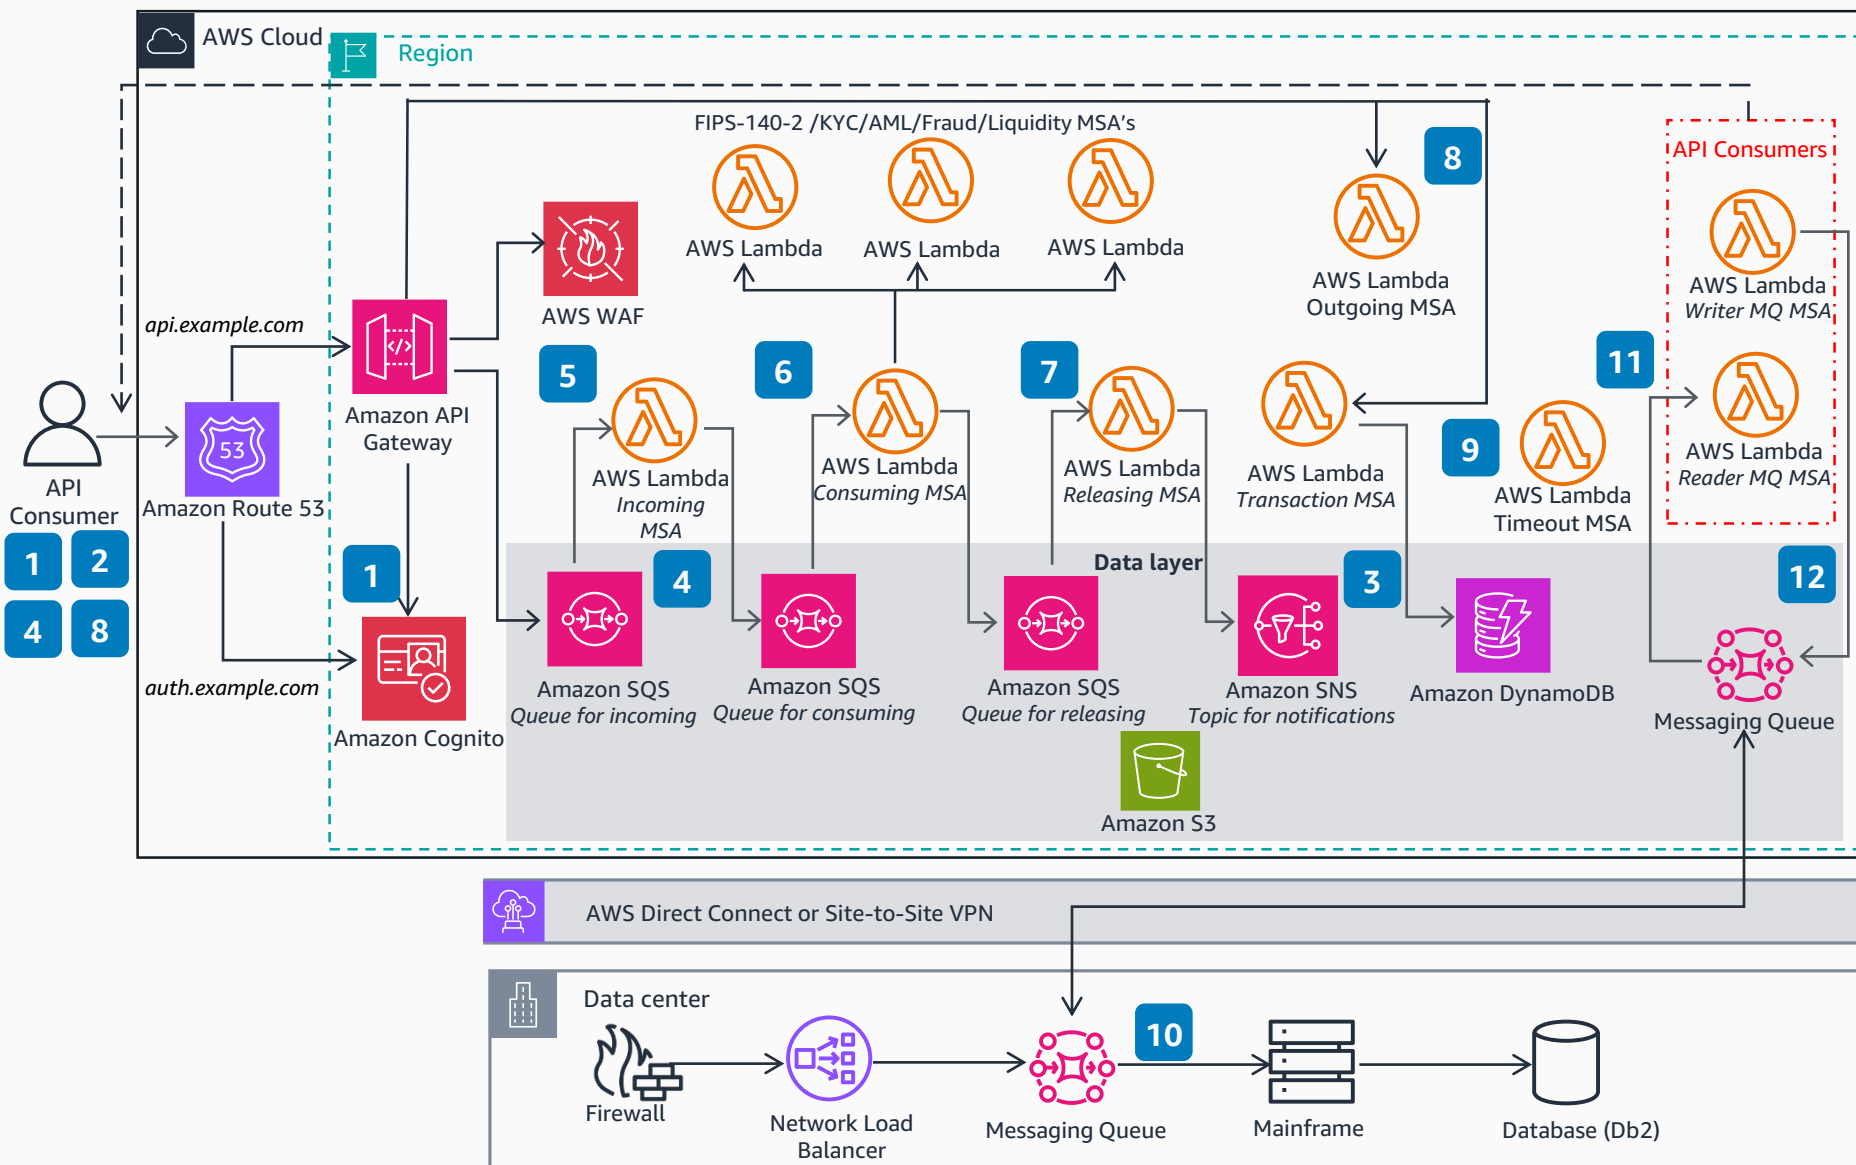 AWS Cloud
Region
FIPS-140-2 /KYC/AML/Fraud/Liquidity MSA's
8
API Consumers
AWS Lambda
AWS Lambda
AWS Lambda
AWS Lambda
Outgoing MSA
AWS Lambda
Writer MQ MSA
api.example.com
AWS WAF
5
6
7
11
Amazon API
Gateway
53
9
AWS Lambda
Incoming
MSA
AWS Lambda
Consuming MSA
AWS Lambda
Releasing MSA
AWS Lambda
Transaction MSA
AWS Lambda
Timeout MSA
AWS Lambda
Reader MQ MSA
API
Consumer
Amazon Route 53
1
2
4
8
1
4
Data layer
3
12
auth.example.com
Amazon Cognito
Amazon SQS
Queue for incoming
Amazon SQS
Queue for consuming
Amazon SQS
Queue for releasing
Amazon SNS
Topic for notifications
Amazon DynamoDB
Messaging Queue
Amazon S3
AWS Direct Connect or Site-to-Site VPN
Data center
10
Firewall
Network Load
Balancer
Messaging Queue
Mainframe
Database (Db2)